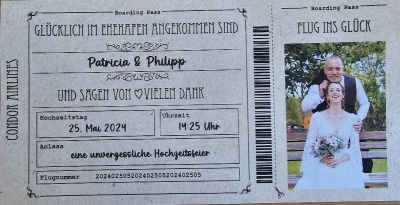 Boarding Pass
GLÜCKLICH IM EHEHAFEN ANGEKOMMEN SIND
Patricia & Philipp
UND SAGEN VON ♡VIELEN DANK
Hochzeitstag
25. Mai 2024
Uhrzeit
14:25 Uhr
Anlass
eine unvergessliche Hochzeitsfeier
Flugnummer
202402505202402505202402505
CONDOR AIRLINES
Boarding Pass
FLUG INS GLÜCK